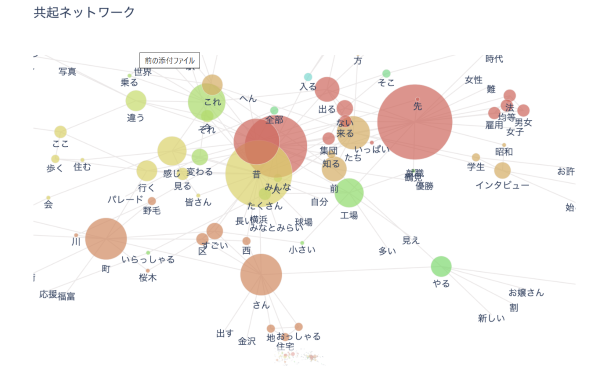 共起ネットワーク
前の添付ファイル
方
時代
写真
世界
乗る
入る
そこ
女性
難
これ
へん
出る
先
法
違う
全部
ない
均等
男女
それ
来る
雇用
女子
ここ
いっぱい
集団
たち
昭和
歩く
住む
感じ
変わる
昔
知る
学生
お許
行く
見る
みんな
人
前
優勝
インタビュー
会
パレード
皆さん
たくさん
自分
工場
始
野毛
長い
横浜
球場
みなとみらい
川
町
区
すごい
西
小さい
見え
多い
いらっしゃる
桜木
やる
さん
応援
福富
お嬢さん
割
新しい
出す
金沢
地
おっしゃる
住宅